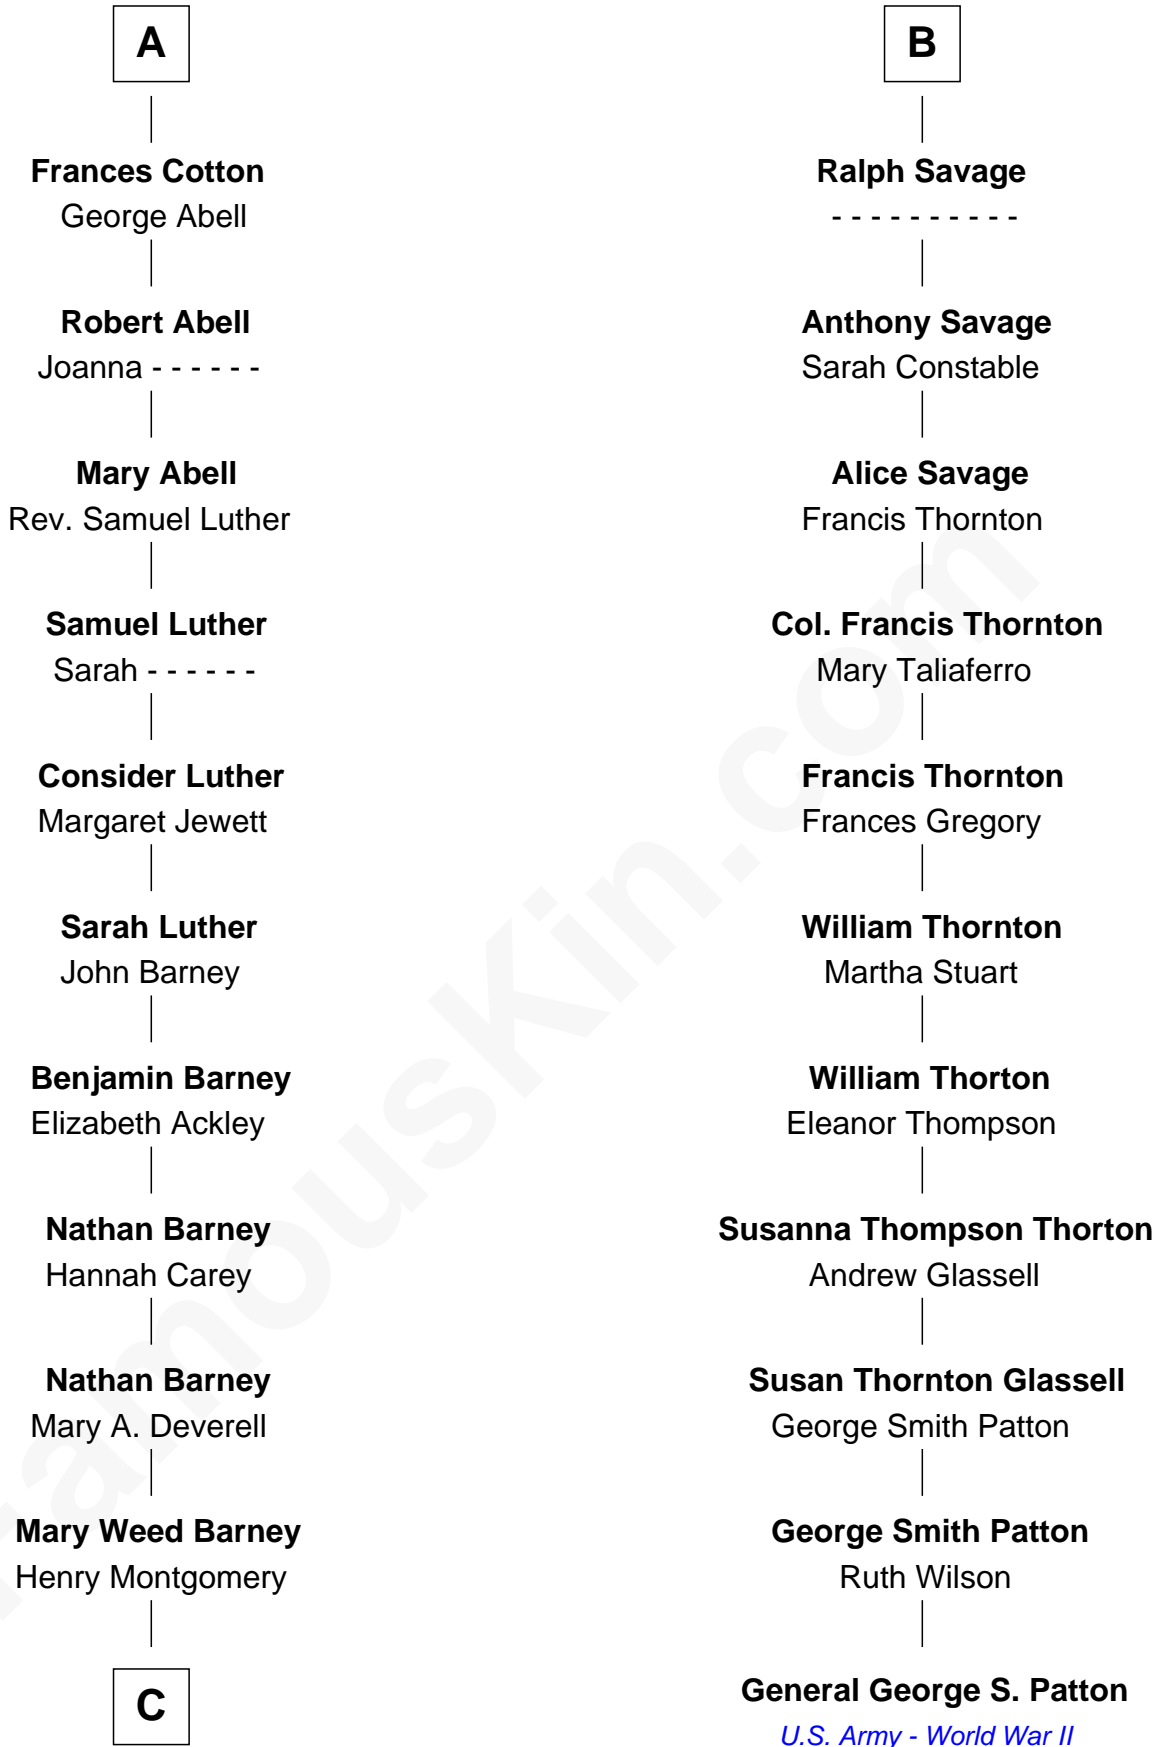 A
Frances Cotton
George Abell
Robert Abell
Joanna - - - - - -
Mary Abell
Rev. Samuel Luther
Samuel Luther
Sarah - - - - - -
Consider Luther
Margaret Jewett
Sarah Luther
John Barney
Benjamin Barney
Elizabeth Ackley
Nathan Barney
Hannah Carey
Nathan Barney
Mary A. Deverell
Mary Weed Barney
Henry Montgomery
C
B
Ralph Savage
- - - - - - - - - -
Anthony Savage
Sarah Constable
Alice Savage
Francis Thornton
Col. Francis Thornton
Mary Taliaferro
Francis Thornton
Frances Gregory
William Thornton
Martha Stuart
William Thorton
Eleanor Thompson
Susanna Thompson Thorton
Andrew Glassell
Susan Thornton Glassell
George Smith Patton
George Smith Patton
Ruth Wilson
General George S. Patton
U.S. Army - World War II
FamousKin.com